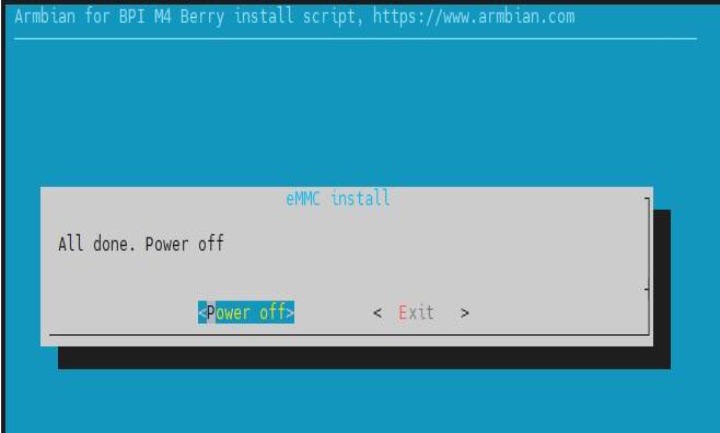 Armbian for BPI M4 Berry install script, https://www.armbian.com
eMMC install
All done. Power off
<Power off> < Exit >